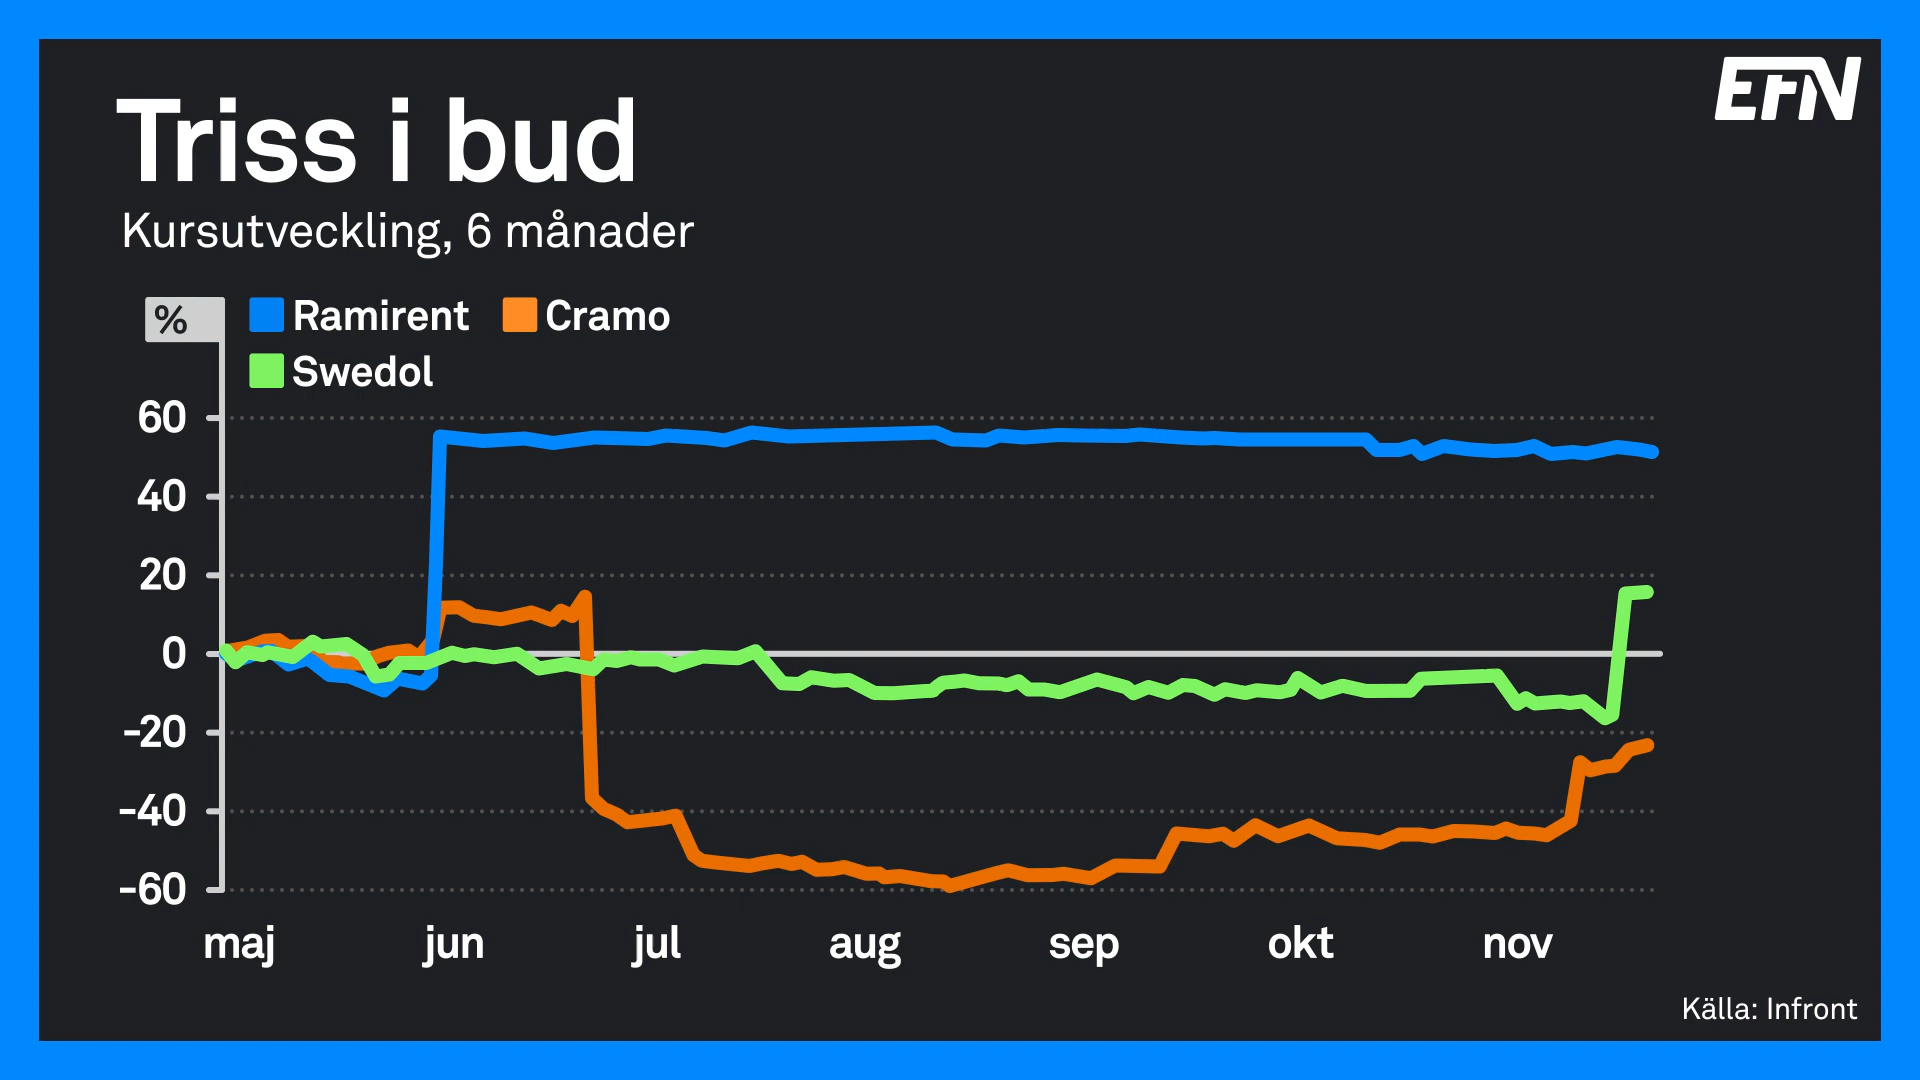 EFN
Triss i bud
Kursutveckling, 6 månader
%
Ramirent Cramo
Swedol
60
40
20
0
-20
-40
-60
maj jun jul aug sep okt nov
Källa: Infront